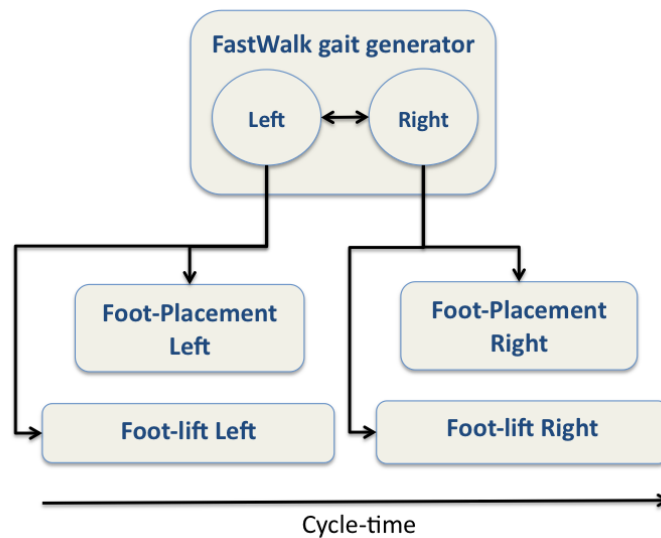 FastWalk gait generator
Left
Right
Foot-Placement
Left
Foot-Placement
Right
Foot-lift Left
Foot-lift Right
Cycle-time